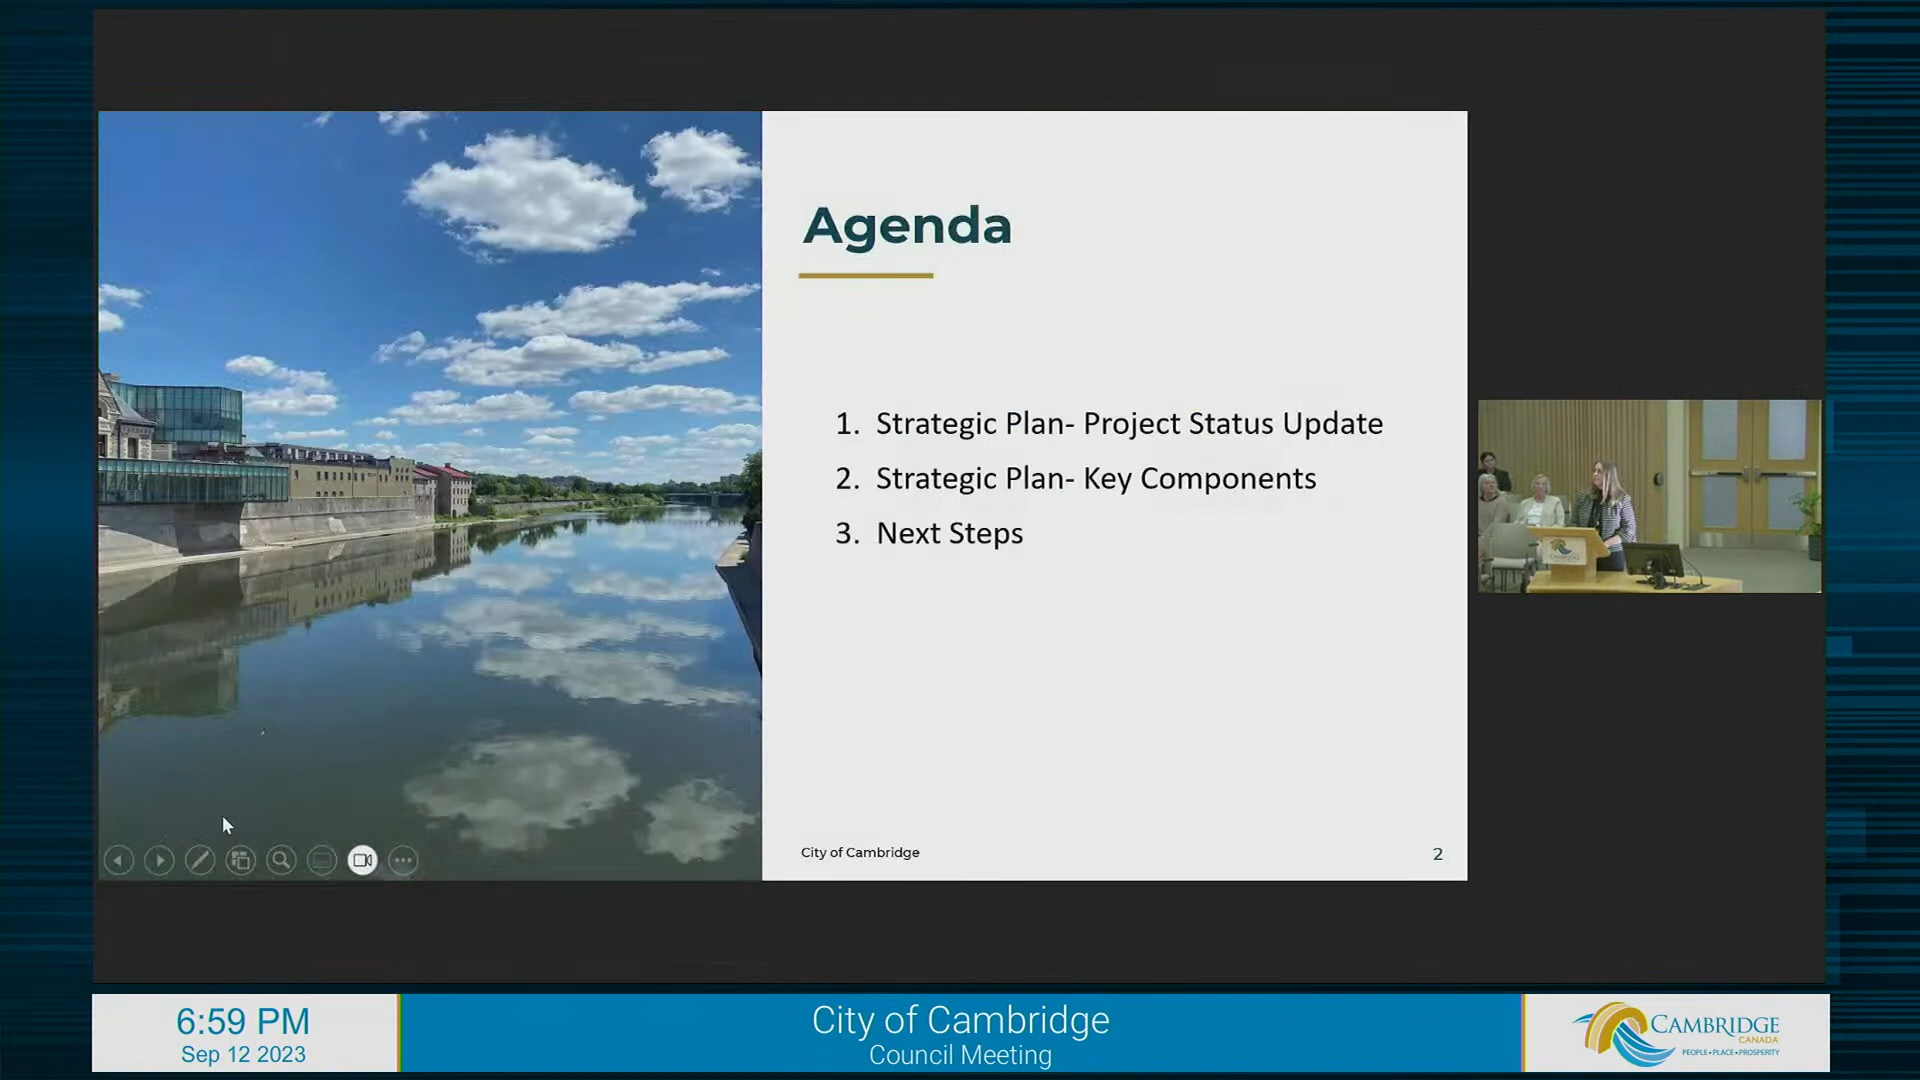 Agenda
1. Strategic Plan- Project Status Update
2. Strategic Plan- Key Components
3. Next Steps
City of Cambridge
2
CAMBRIDGE
6:59 PM
Sep 12 2023
City of Cambridge
Council Meeting
CAMBRIDGE
CANADA
PEOPLE • PLACE • PROSPERITY